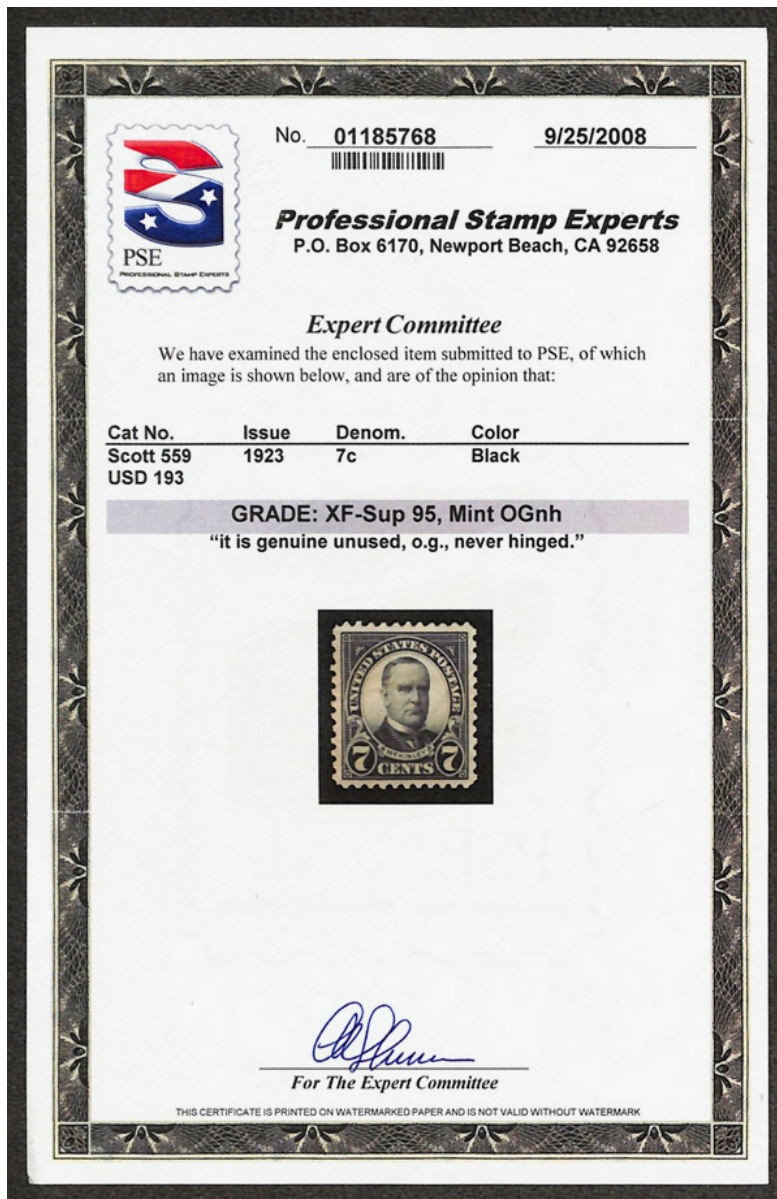 No. 01185768 9/25/2008
PSE
PROFESSIONAL STAMP EXPERTS
Professional Stamp Experts
P.O. Box 6170, Newport Beach, CA 92658
Expert Committee
We have examined the enclosed item submitted to PSE, of which
an image is shown below, and are of the opinion that:
Cat No. Issue Denom. Color
Scott 559 1923 7c Black
USD 193
GRADE: XF-Sup 95, Mint OGnh
“it is genuine unused, o.g., never hinged.”
UNITED STATES POSTAGE
MCKINLEY
7 CENTS 7
For The Expert Committee
THIS CERTIFICATE IS PRINTED ON WATERMARKED PAPER AND IS NOT VALID WITHOUT WATERMARK